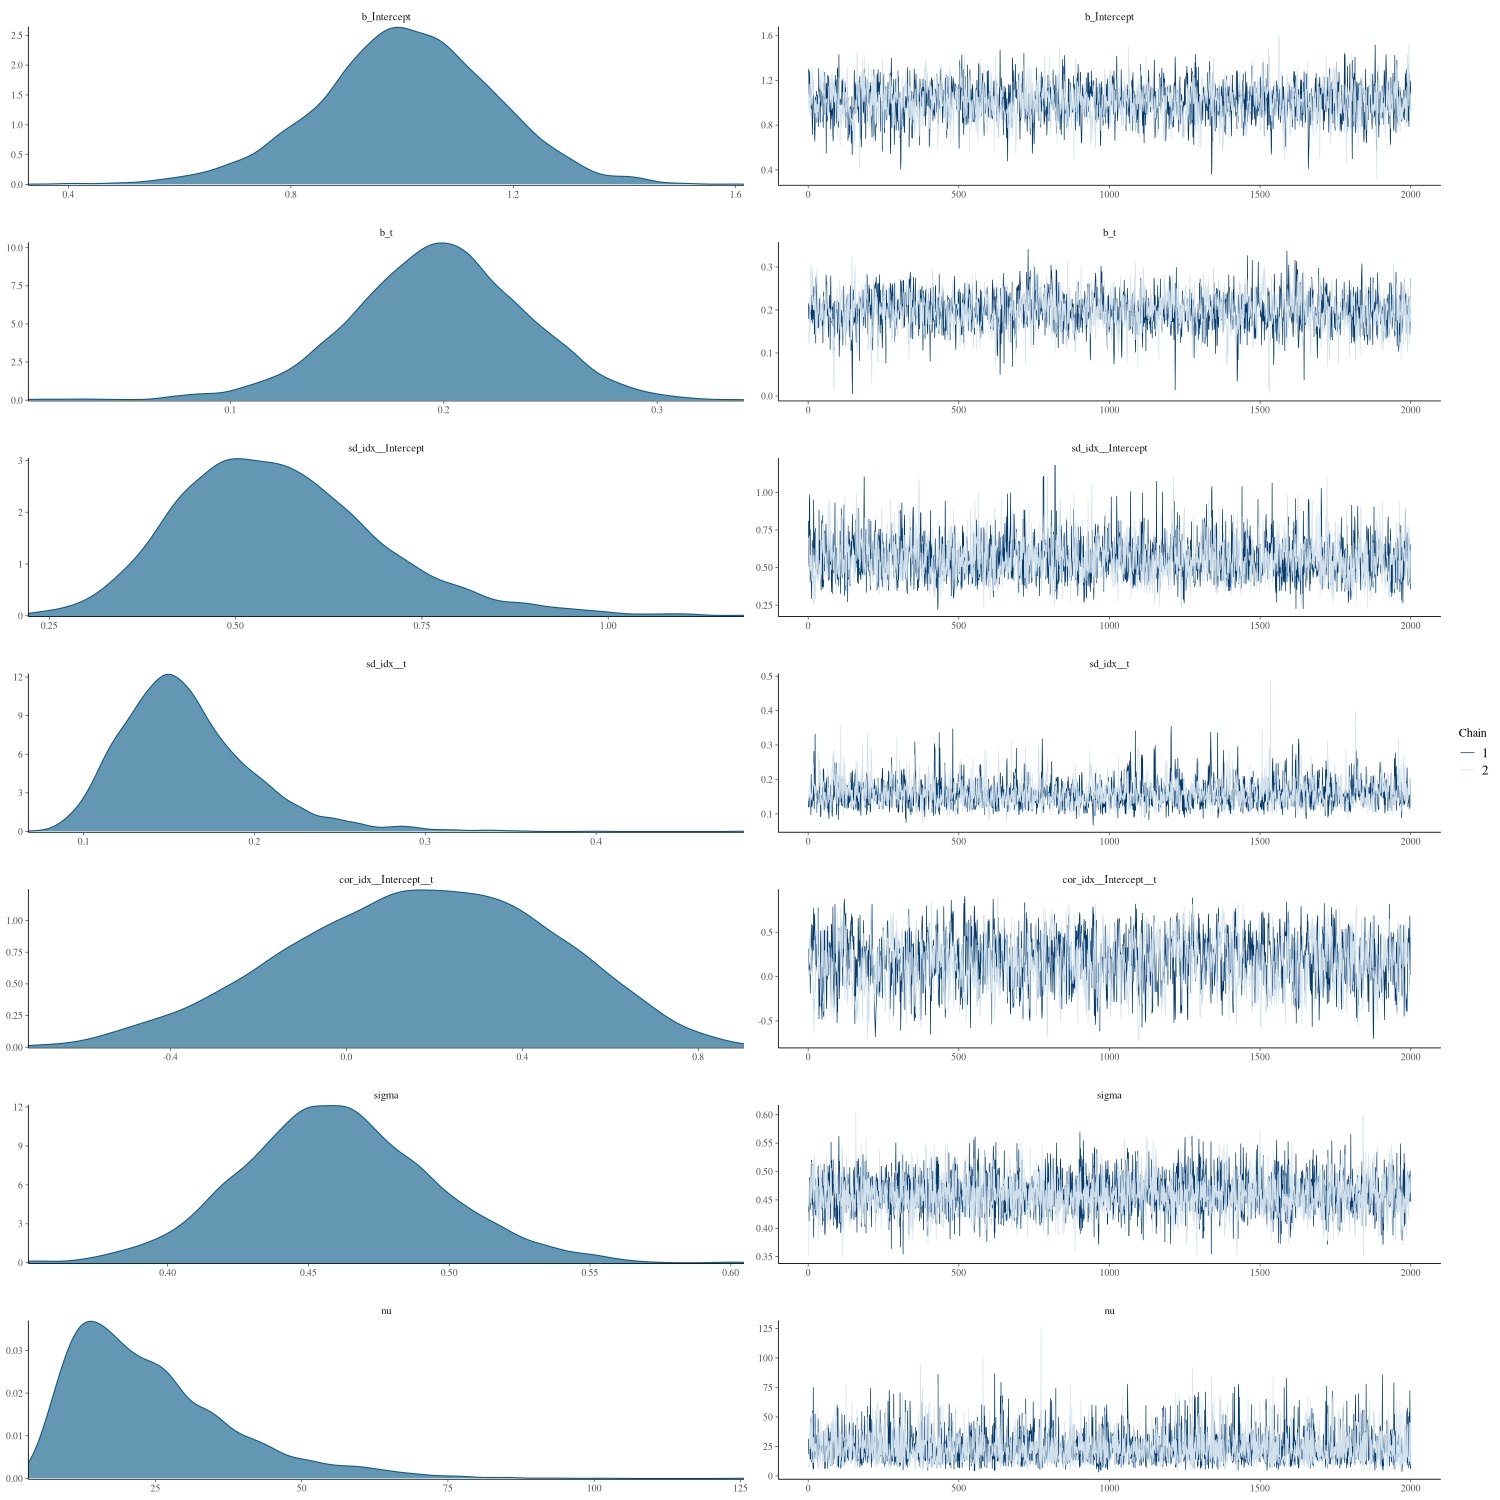 b_Intercept b_Intercept
2.5 2.0 1.5 1.0 0.5 0.0
0.4 0.8 1.2 1.6
1.6 1.2 0.8 0.4
0 500 1000 1500 2000
b_t b_t
10.0 7.5 5.0 2.5 0.0
0.1 0.2 0.3
0.3 0.2 0.1 0.0
0 500 1000 1500 2000
sd_idx__Intercept sd_idx__Intercept
3 2 1 0
0.25 0.50 0.75 1.00
1.00 0.75 0.50 0.25
0 500 1000 1500 2000
sd_idx__t sd_idx__t
12 9 6 3 0
0.1 0.2 0.3 0.4
0.5 0.4 0.3 0.2 0.1
0 500 1000 1500 2000
Chain
1
2
cor_idx__Intercept__t cor_idx__Intercept__t
1.00 0.75 0.50 0.25 0.00
-0.4 0.0 0.4 0.8
0.5 0.0 -0.5
0 500 1000 1500 2000
sigma sigma
12 9 6 3 0
0.40 0.45 0.50 0.55 0.60
0.60 0.55 0.50 0.45 0.40 0.35
0 500 1000 1500 2000
nu nu
0.03 0.02 0.01 0.00
25 50 75 100 125
125 100 75 50 25 0
0 500 1000 1500 2000